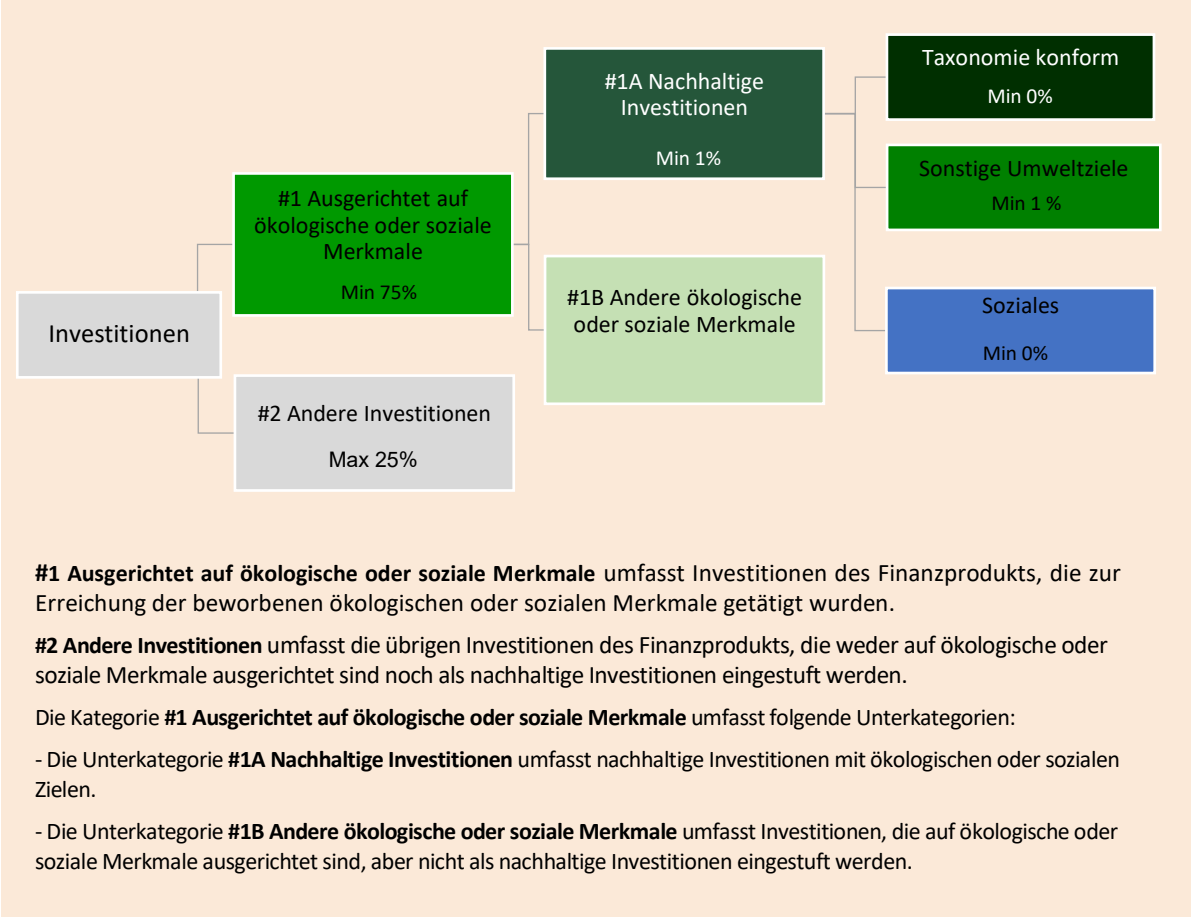 Investitionen
#1 Ausgerichtet auf
ökologische oder soziale
Merkmale
Min 75%
#2 Andere Investitionen
Max 25%
#1A Nachhaltige
Investitionen
Min 1%
#1B Andere ökologische
oder soziale Merkmale
Taxonomie konform
Min 0%
Sonstige Umweltziele
Min 1 %
Soziales
Min 0%
#1 Ausgerichtet auf ökologische oder soziale Merkmale umfasst Investitionen des Finanzprodukts, die zur
Erreichung der beworbenen ökologischen oder sozialen Merkmale getätigt wurden.
#2 Andere Investitionen umfasst die übrigen Investitionen des Finanzprodukts, die weder auf ökologische oder
soziale Merkmale ausgerichtet sind noch als nachhaltige Investitionen eingestuft werden.
Die Kategorie #1 Ausgerichtet auf ökologische oder soziale Merkmale umfasst folgende Unterkategorien:
- Die Unterkategorie #1A Nachhaltige Investitionen umfasst nachhaltige Investitionen mit ökologischen oder sozialen
Zielen.
- Die Unterkategorie #1B Andere ökologische oder soziale Merkmale umfasst Investitionen, die auf ökologische oder
soziale Merkmale ausgerichtet sind, aber nicht als nachhaltige Investitionen eingestuft werden.